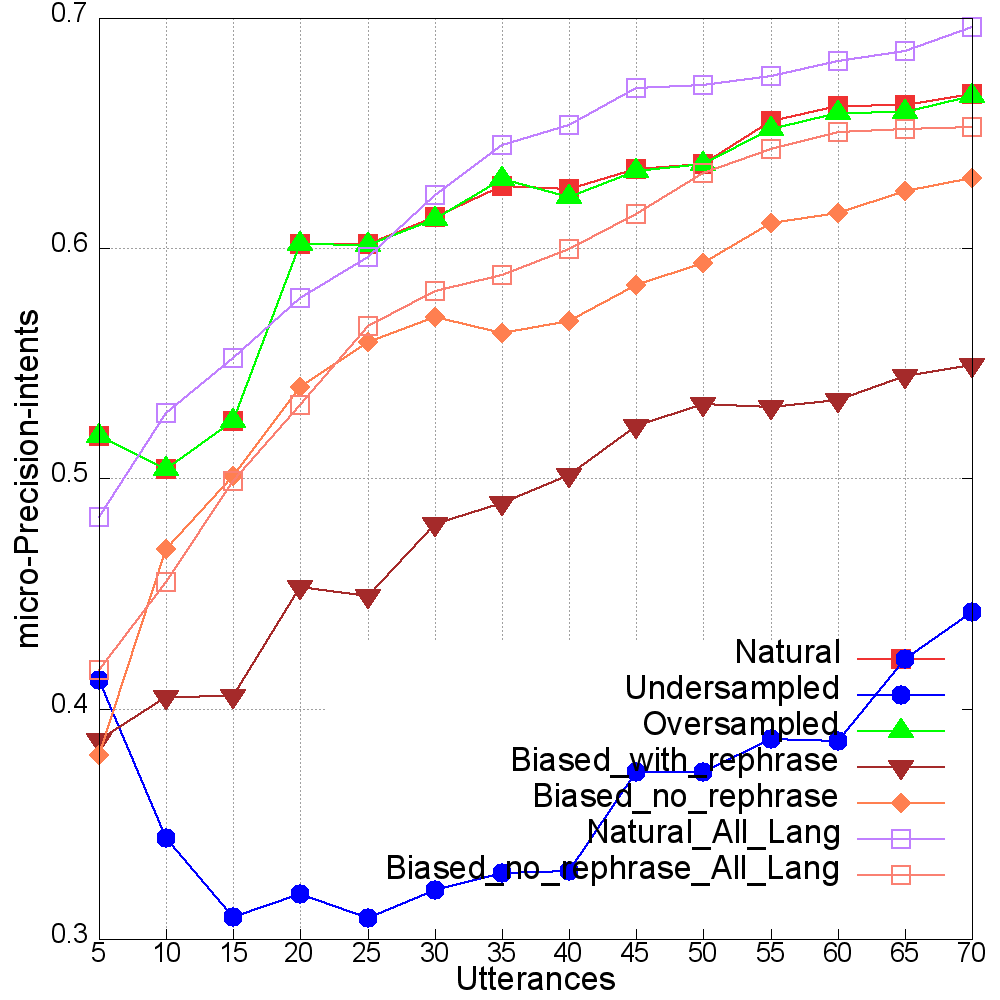 0.7
0.6
0.5
0.4
0.3
micro-Precision-intents
Natural
Undersampled
Oversampled
Biased_with_rephrase
Biased_no_rephrase
Natural_All_Lang
Biased_no_rephrase_All_Lang
5 10 15 20 25 30 35 40 45 50 55 60 65 70
Utterances